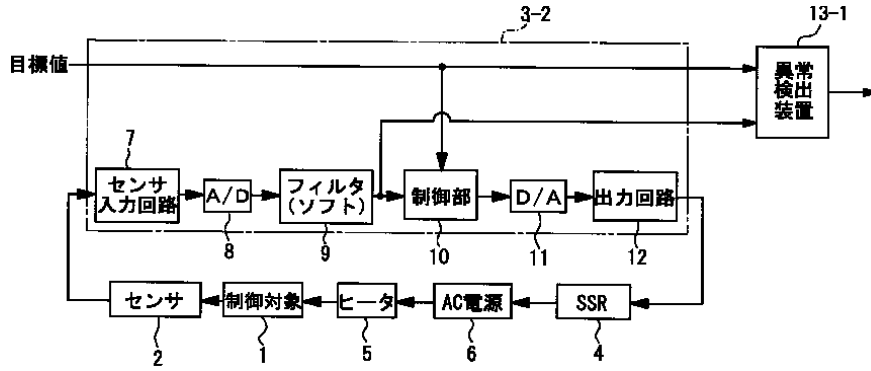 3-2
13-1
目標値
異常
検出
装置
7
センサ
入力回路
A/D
フィルタ
(ソフト)
制御部
D/A
出力回路
8
9
10
11
12
センサ
制御対象
ヒータ
AC電源
SSR
2
1
5
6
4